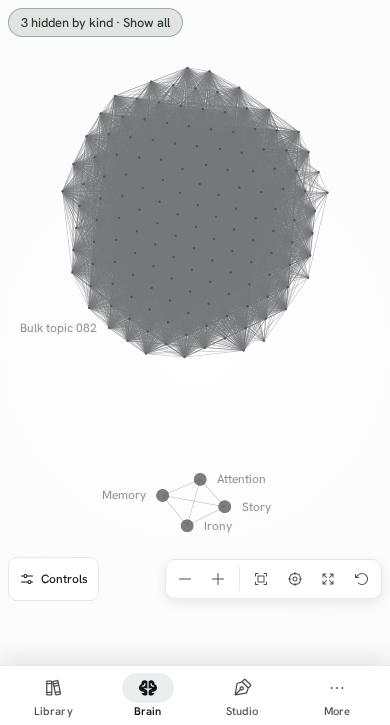 3 hidden by kind · Show all
Bulk topic 082
Attention
Memory
Story
Irony
Controls
Library
Brain
Studio
More